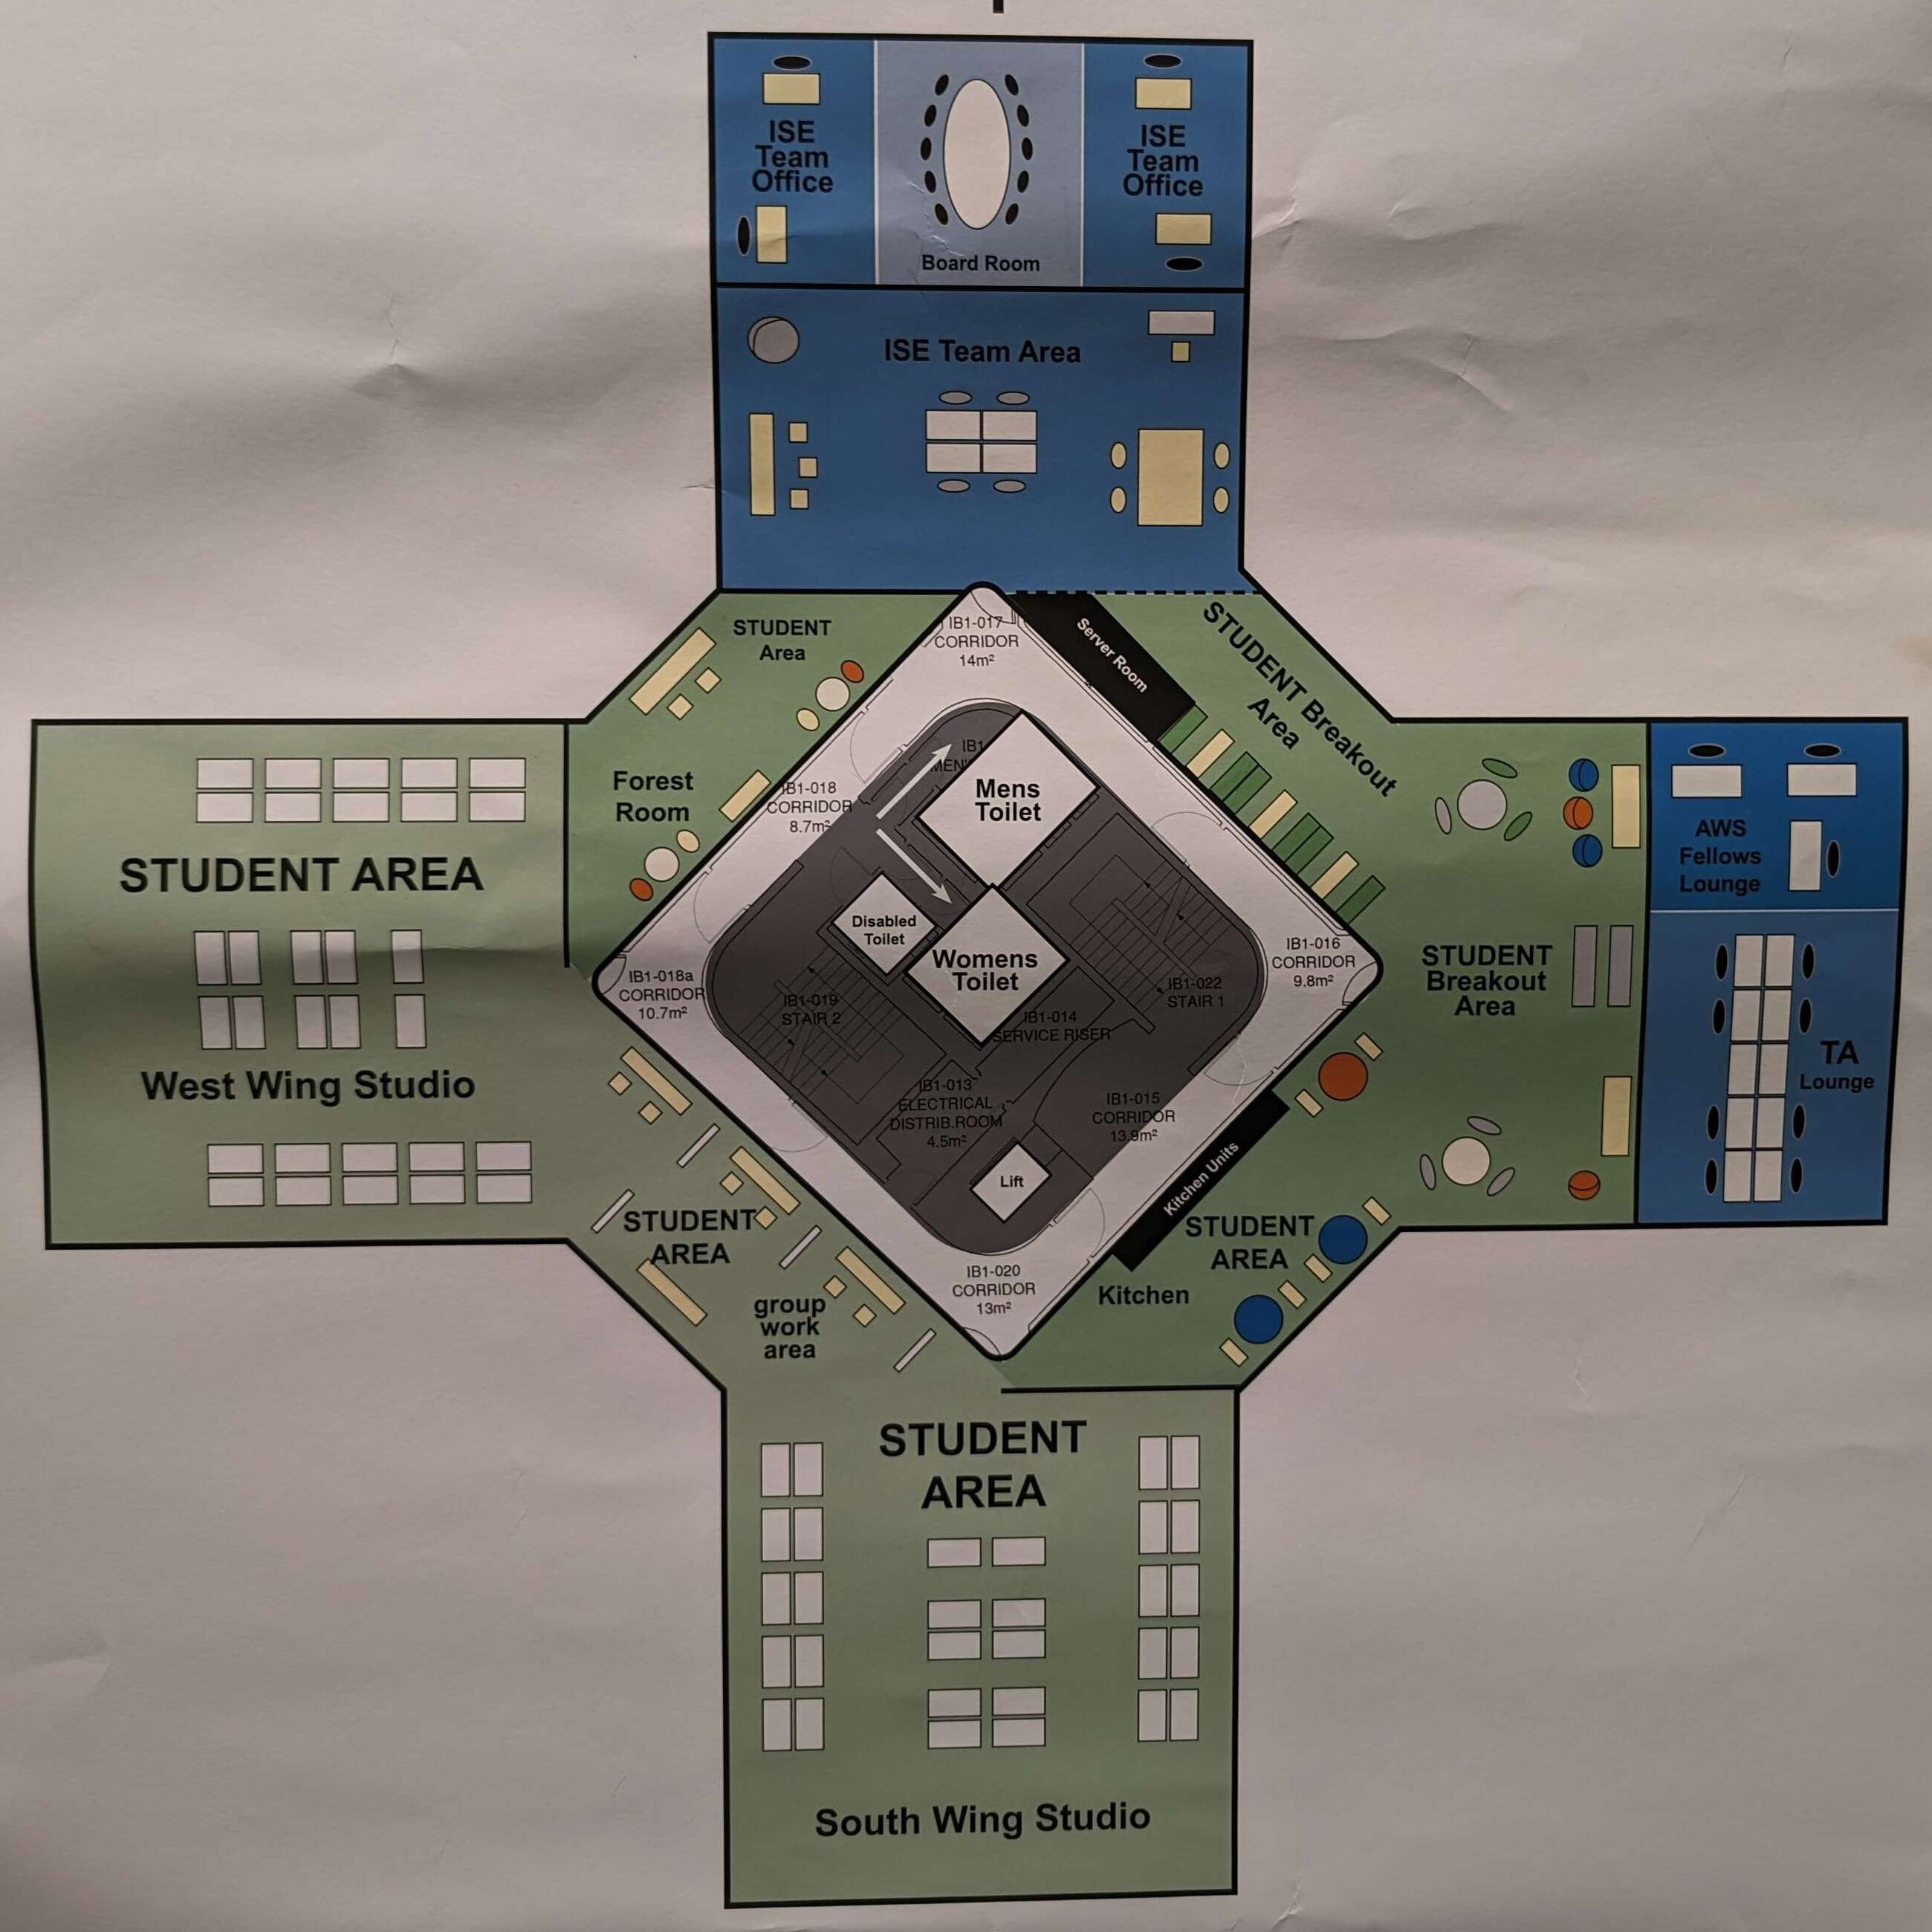 ISE
Team
Office
Board Room
ISE
Team
Office
ISE Team Area
STUDENT
Area
Forest
Room
IB1-017
CORRIDOR
14m²
Server Room
STUDENT Breakout
Area
IB1-018
CORRIDOR
8.7m²
Mens
Toilet
Disabled
Toilet
Womens
Toilet
IB1-018a
CORRIDOR
10.7m²
IB1-019
STAIR 2
IB1-014
SERVICE RISER
IB1-022
STAIR 1
IB1-016
CORRIDOR
9.8m²
IB1-013
ELECTRICAL
DISTRIB.ROOM
4.5m²
IB1-015
CORRIDOR
13.9m²
Lift
IB1-020
CORRIDOR
13m²
Kitchen Units
Kitchen
STUDENT
AREA
STUDENT AREA
West Wing Studio
STUDENT
AREA
group
work
area
STUDENT
Breakout
Area
AWS
Fellows
Lounge
TA
Lounge
STUDENT
AREA
South Wing Studio